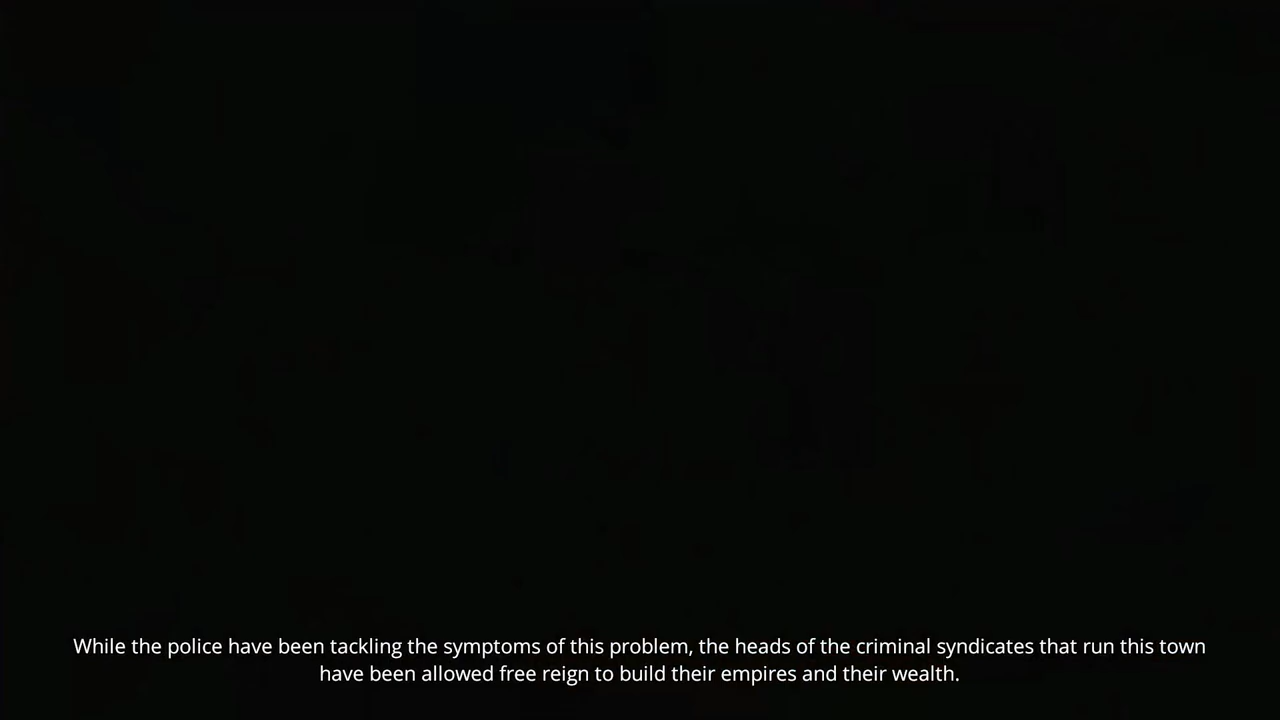 While the police have been tackling the symptoms of this problem, the heads of the criminal syndicates that run this town
have been allowed free reign to build their empires and their wealth.